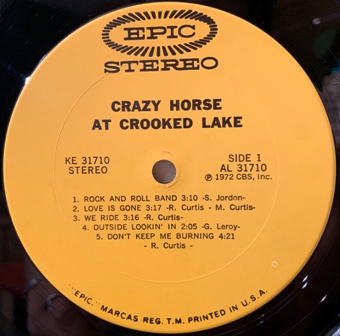 EPIC
STEREO
CRAZY HORSE
AT CROOKED LAKE
KE 31710
STEREO
SIDE 1
AL 31710
℗ 1972 CBS, Inc.
1. ROCK AND ROLL BAND 3:10 -S. Jordon-
2. LOVE IS GONE 3:17 -R. Curtis - M. Curtis-
3. WE RIDE 3:16 -R. Curtis-
4. OUTSIDE LOOKIN' IN 2:05 -G. Leroy-
5. DON'T KEEP ME BURNING 4:21
- R. Curtis -
"EPIC," MARCAS REG. T.M. PRINTED IN U.S.A.